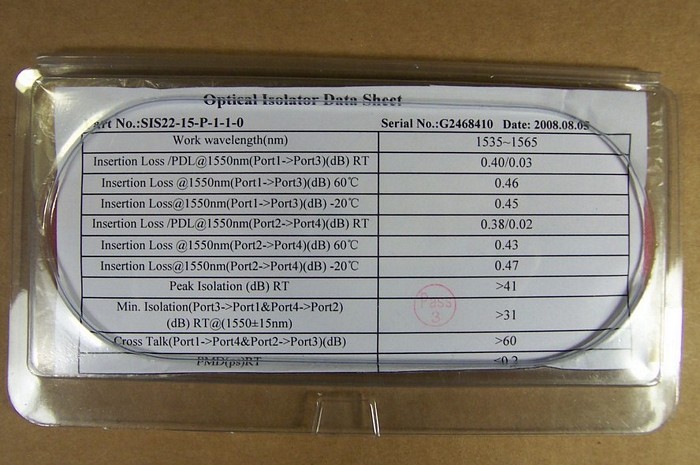 Optical Isolator Data Sheet
Part No.:SIS22-15-P-1-1-0 Serial No.:G2468410 Date: 2008.08.05
Work wavelength(nm) 1535~1565
Insertion Loss /PDL@1550nm(Port1->Port3)(dB) RT 0.40/0.03
Insertion Loss @1550nm(Port1->Port3)(dB) 60℃ 0.46
Insertion Loss@1550nm(Port1->Port3)(dB) -20℃ 0.45
Insertion Loss /PDL@1550nm(Port2->Port4)(dB) RT 0.38/0.02
Insertion Loss @1550nm(Port2->Port4)(dB) 60℃ 0.43
Insertion Loss@1550nm(Port2->Port4)(dB) -20℃ 0.47
Peak Isolation (dB) RT >41
Min. Isolation(Port3->Port1&Port4->Port2)
(dB) RT@(1550±15nm) >31
Pass
3
Cross Talk(Port1->Port4&Port2->Port3)(dB) >60
PMD(ps)RT <0.2